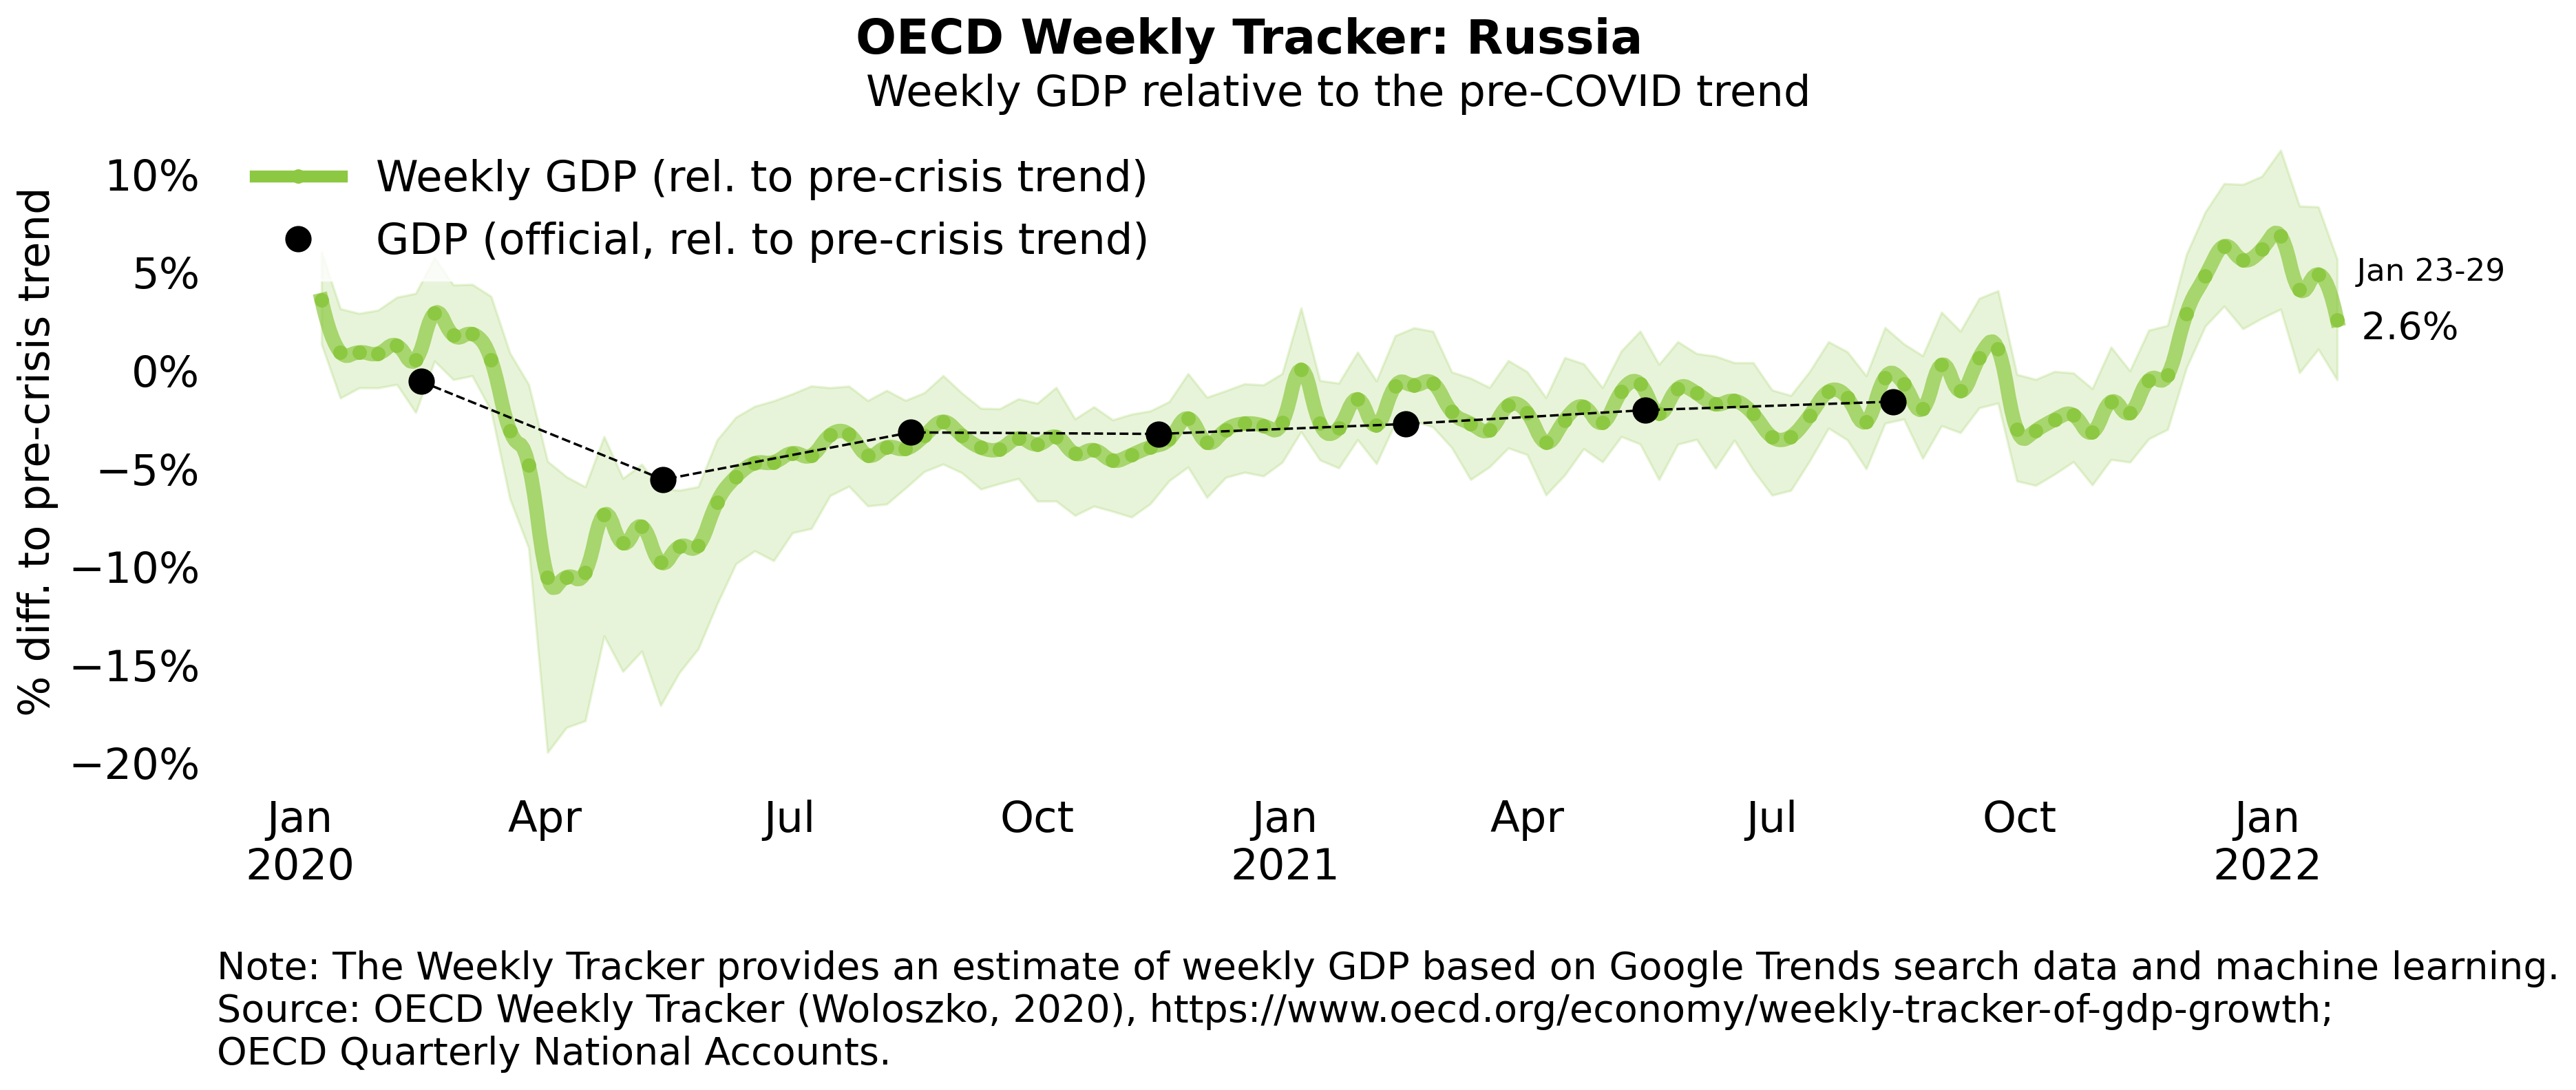 OECD Weekly Tracker: Russia
Weekly GDP relative to the pre-COVID trend
% diff. to pre-crisis trend
10%
5%
0%
−5%
−10%
−15%
−20%
Weekly GDP (rel. to pre-crisis trend)
GDP (official, rel. to pre-crisis trend)
Jan 23-29
2.6%
Jan Apr Jul Oct Jan Apr Jul Oct Jan
2020 2021 2022
Note: The Weekly Tracker provides an estimate of weekly GDP based on Google Trends search data and machine learning.
Source: OECD Weekly Tracker (Woloszko, 2020), https://www.oecd.org/economy/weekly-tracker-of-gdp-growth;
OECD Quarterly National Accounts.